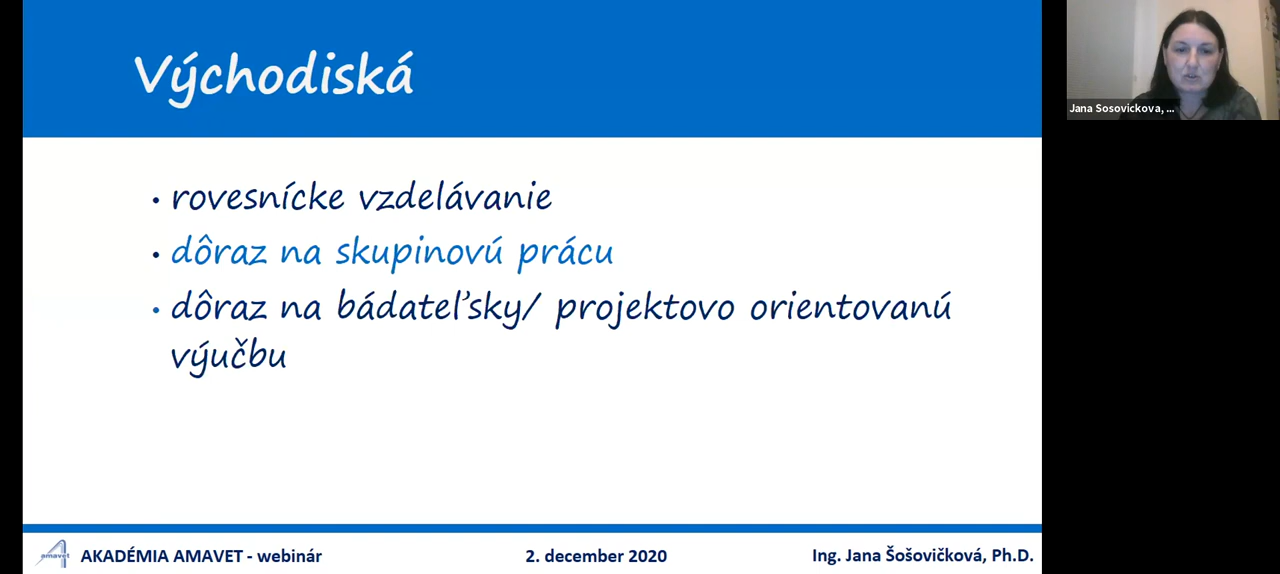 Východiská
• rovesnícke vzdelávanie
• dôraz na skupinovú prácu
• dôraz na bádateľsky/ projektovo orientovanú
výučbu
Jana Sosovickova, ...
amavet AKADÉMIA AMAVET - webinár
2. december 2020
Ing. Jana Šošovičková, Ph.D.